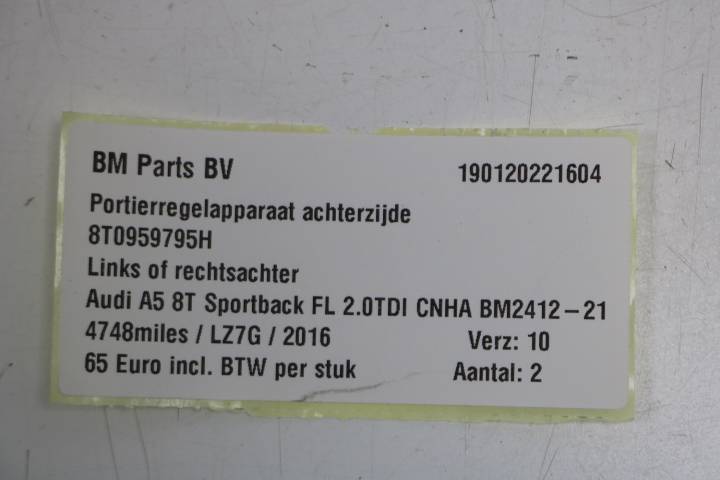 BM Parts BV 190120221604
Portierregelapparaat achterzijde
8T0959795H
Links of rechtsachter
Audi A5 8T Sportback FL 2.0TDI CNHA BM2412-21
4748miles / LZ7G / 2016 Verz: 10
65 Euro incl. BTW per stuk Aantal: 2